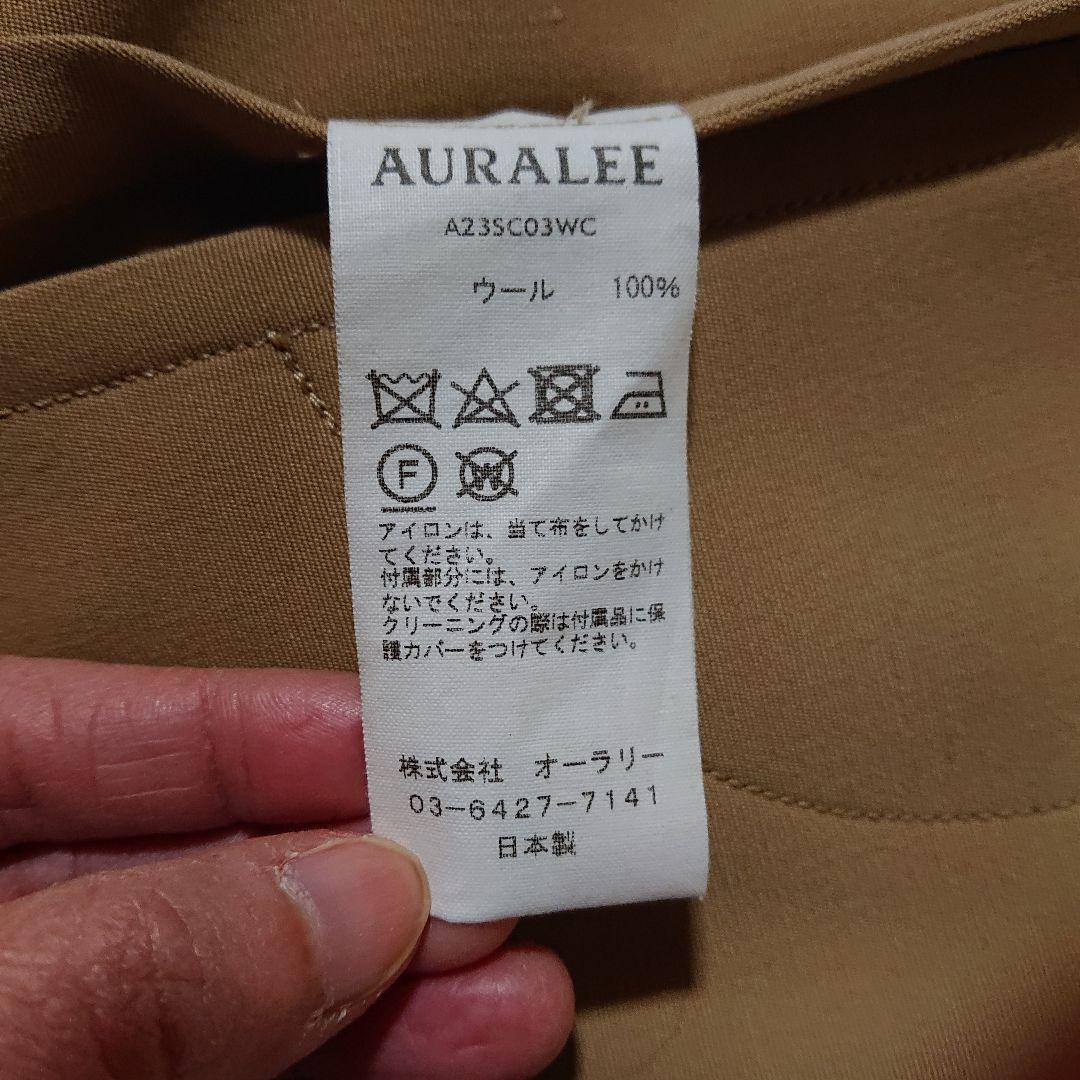 AURALEE
A23SC03WC
ウール 100%
F
W
アイロンは、当て布をしてかけ
てください。
付属部分には、アイロンをかけ
ないでください。
クリーニングの際は付属品に保
護カバーをつけてください。
株式会社 オーラリー
03-6427-7141
日本製